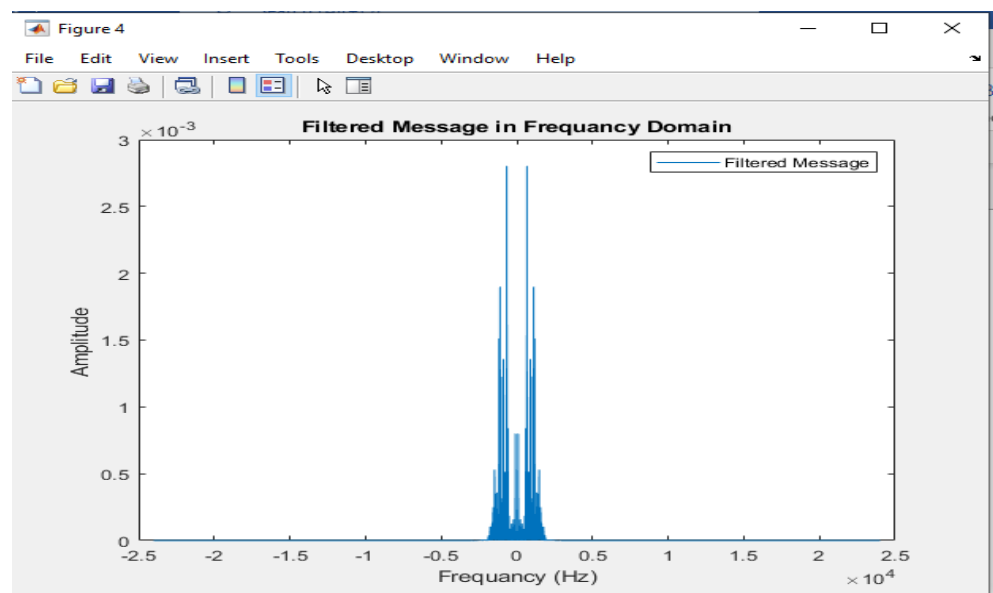 Figure 4
File Edit View Insert Tools Desktop Window Help
×10-3
Filtered Message in Frequancy Domain
Filtered Message
3
2.5
2
1.5
1
0.5
0
Amplitude
-2.5 -2 -1.5 -1 -0.5 0 0.5 1 1.5 2 2.5
Frequancy (Hz)
×104